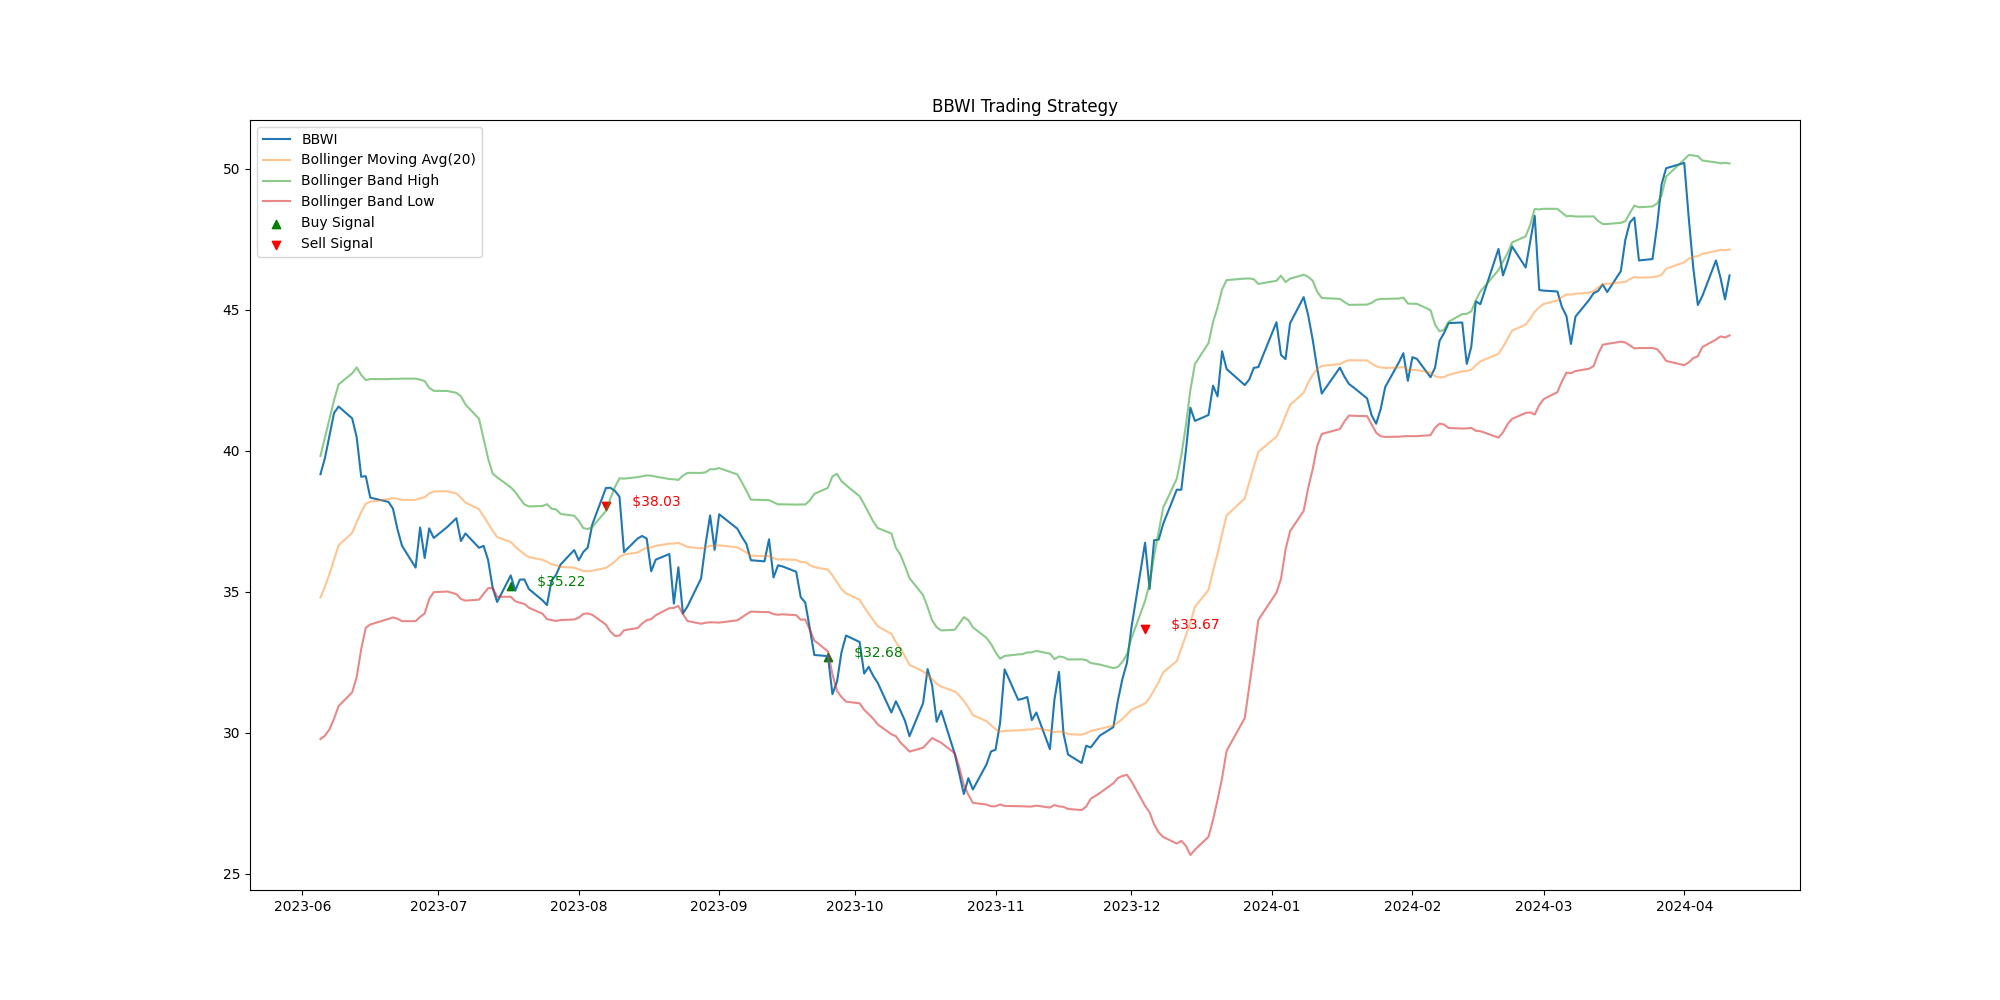 BBWI Trading Strategy
BBWI
Bollinger Moving Avg(20)
Bollinger Band High
Bollinger Band Low
Buy Signal
Sell Signal
50
45
40
35
30
25
$38.03
$35.22
$33.67
$32.68
2023-06 2023-07 2023-08 2023-09 2023-10 2023-11 2023-12 2024-01 2024-02 2024-03 2024-04